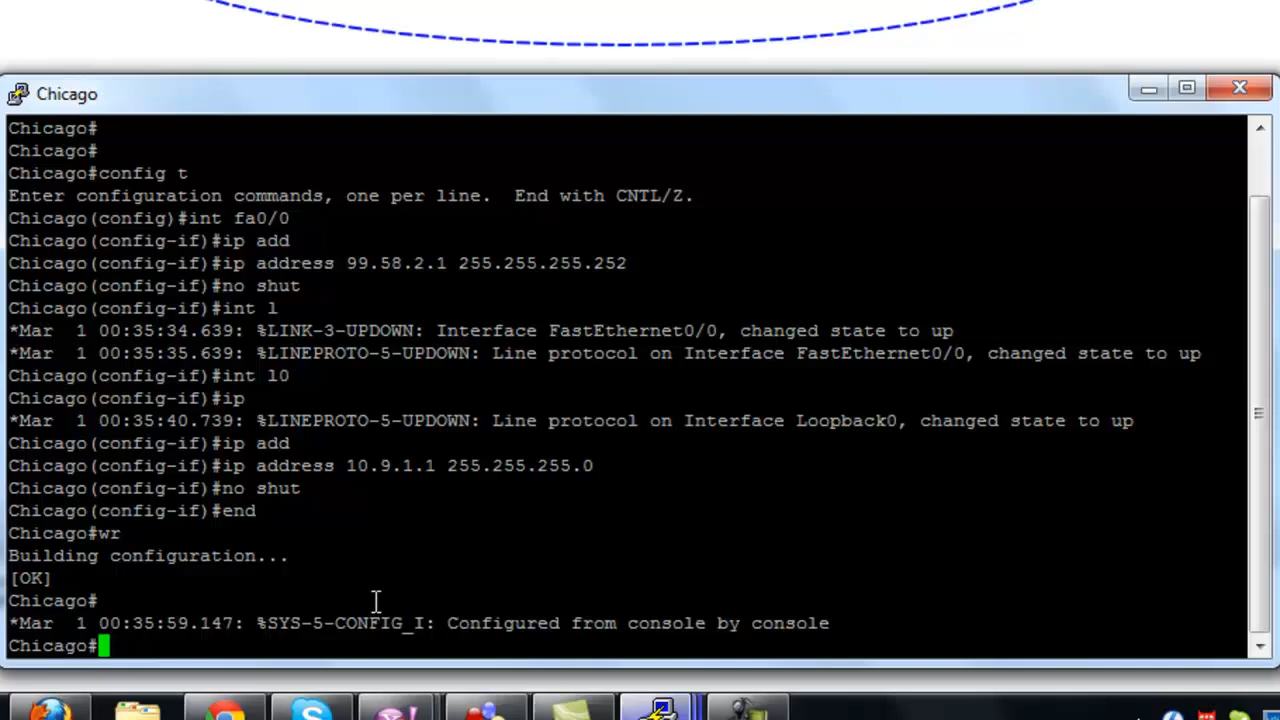 Chicago
Chicago#
Chicago#
Chicago#config t
Enter configuration commands, one per line.  End with CNTL/Z.
Chicago(config)#int fa0/0
Chicago(config-if)#ip add
Chicago(config-if)#ip address 99.58.2.1 255.255.255.252
Chicago(config-if)#no shut
Chicago(config-if)#int l
*Mar  1 00:35:34.639: %LINK-3-UPDOWN: Interface FastEthernet0/0, changed state to up
*Mar  1 00:35:35.639: %LINEPROTO-5-UPDOWN: Line protocol on Interface FastEthernet0/0, changed state to up
Chicago(config-if)#int l0
Chicago(config-if)#ip
*Mar  1 00:35:40.739: %LINEPROTO-5-UPDOWN: Line protocol on Interface Loopback0, changed state to up
Chicago(config-if)#ip add
Chicago(config-if)#ip address 10.9.1.1 255.255.255.0
Chicago(config-if)#no shut
Chicago(config-if)#end
Chicago#wr
Building configuration...
[OK]
Chicago#
*Mar  1 00:35:59.147: %SYS-5-CONFIG_I: Configured from console by console
Chicago#